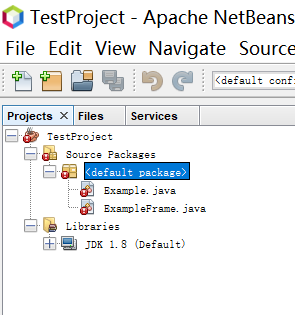 TestProject - Apache NetBeans
File Edit View Navigate Source
<default conf
Projects Files Services
TestProject
Source Packages
<default package>
Example.java
ExampleFrame.java
Libraries
JDK 1.8 (Default)